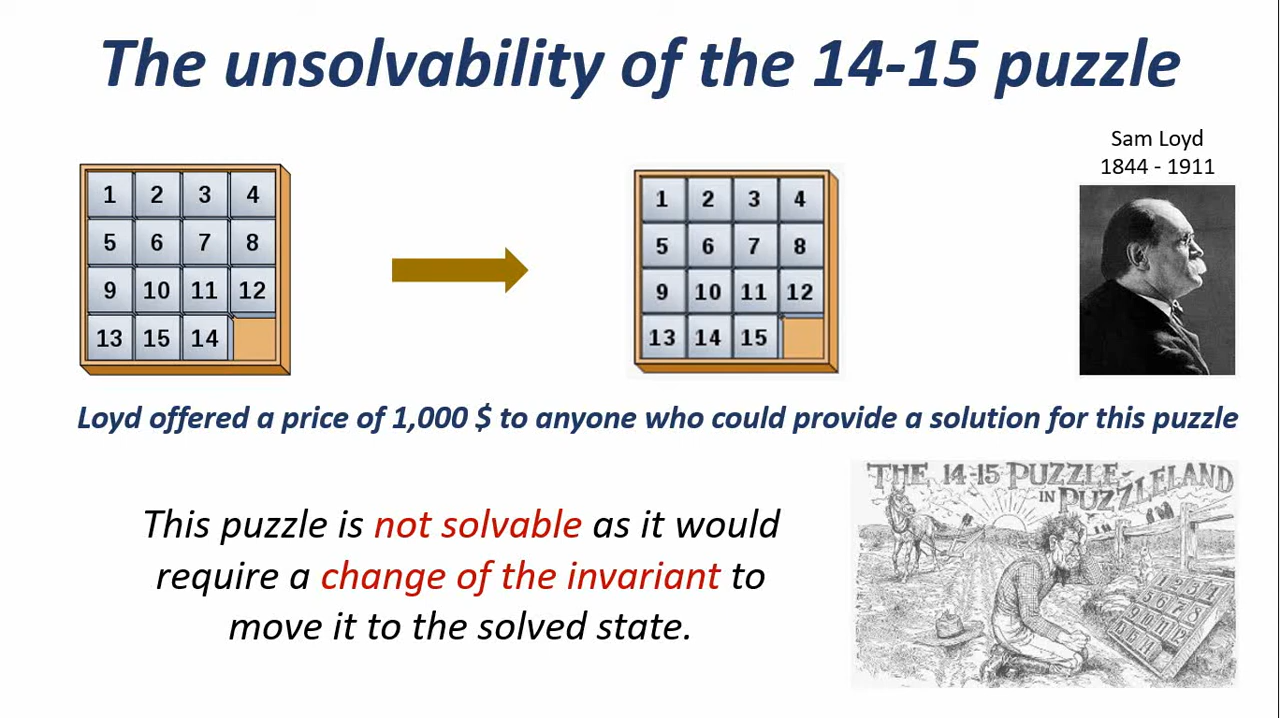 The unsolvability of the 14-15 puzzle
Sam Loyd
1844 - 1911
1 2 3 4
5 6 7 8
9 10 11 12
13 15 14
1 2 3 4
5 6 7 8
9 10 11 12
13 14 15
Loyd offered a price of 1,000 $ to anyone who could provide a solution for this puzzle
This puzzle is not solvable as it would
require a change of the invariant to
move it to the solved state.
THE 14-15 PUZZLE
IN PUZZLELAND